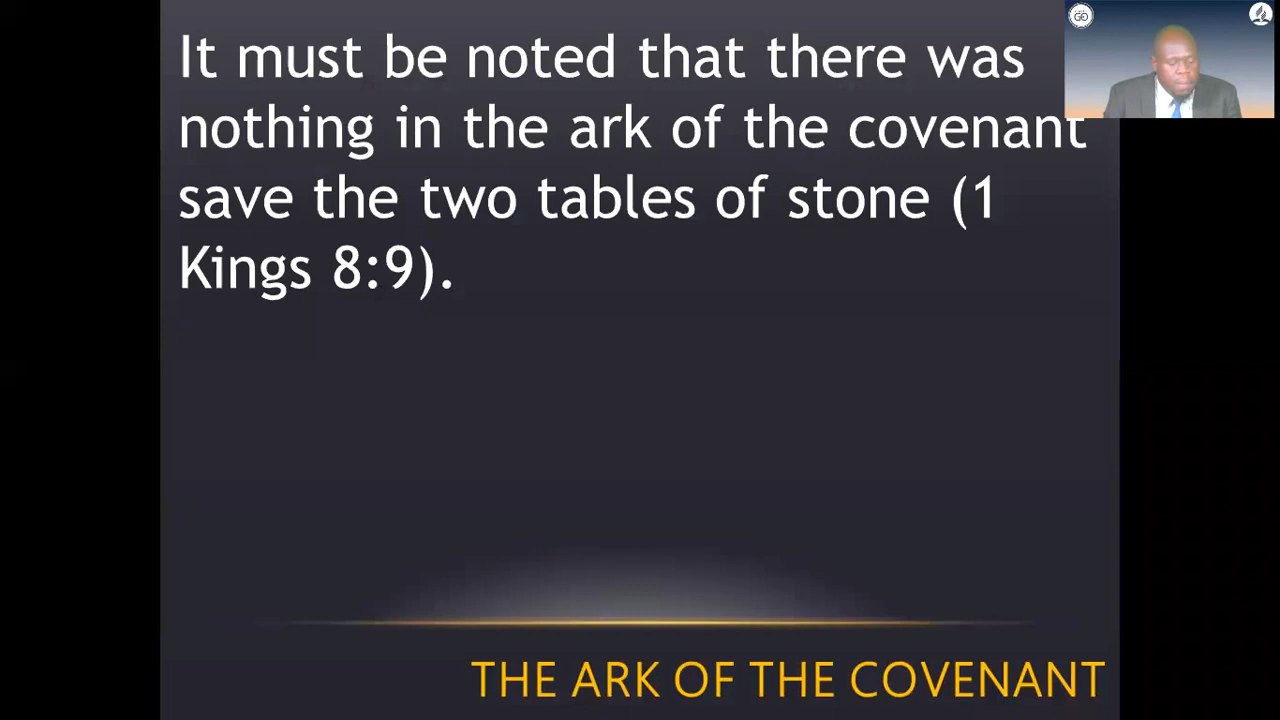 It must be noted that there was
nothing in the ark of the covenant
save the two tables of stone (1
Kings 8:9).
THE ARK OF THE COVENANT